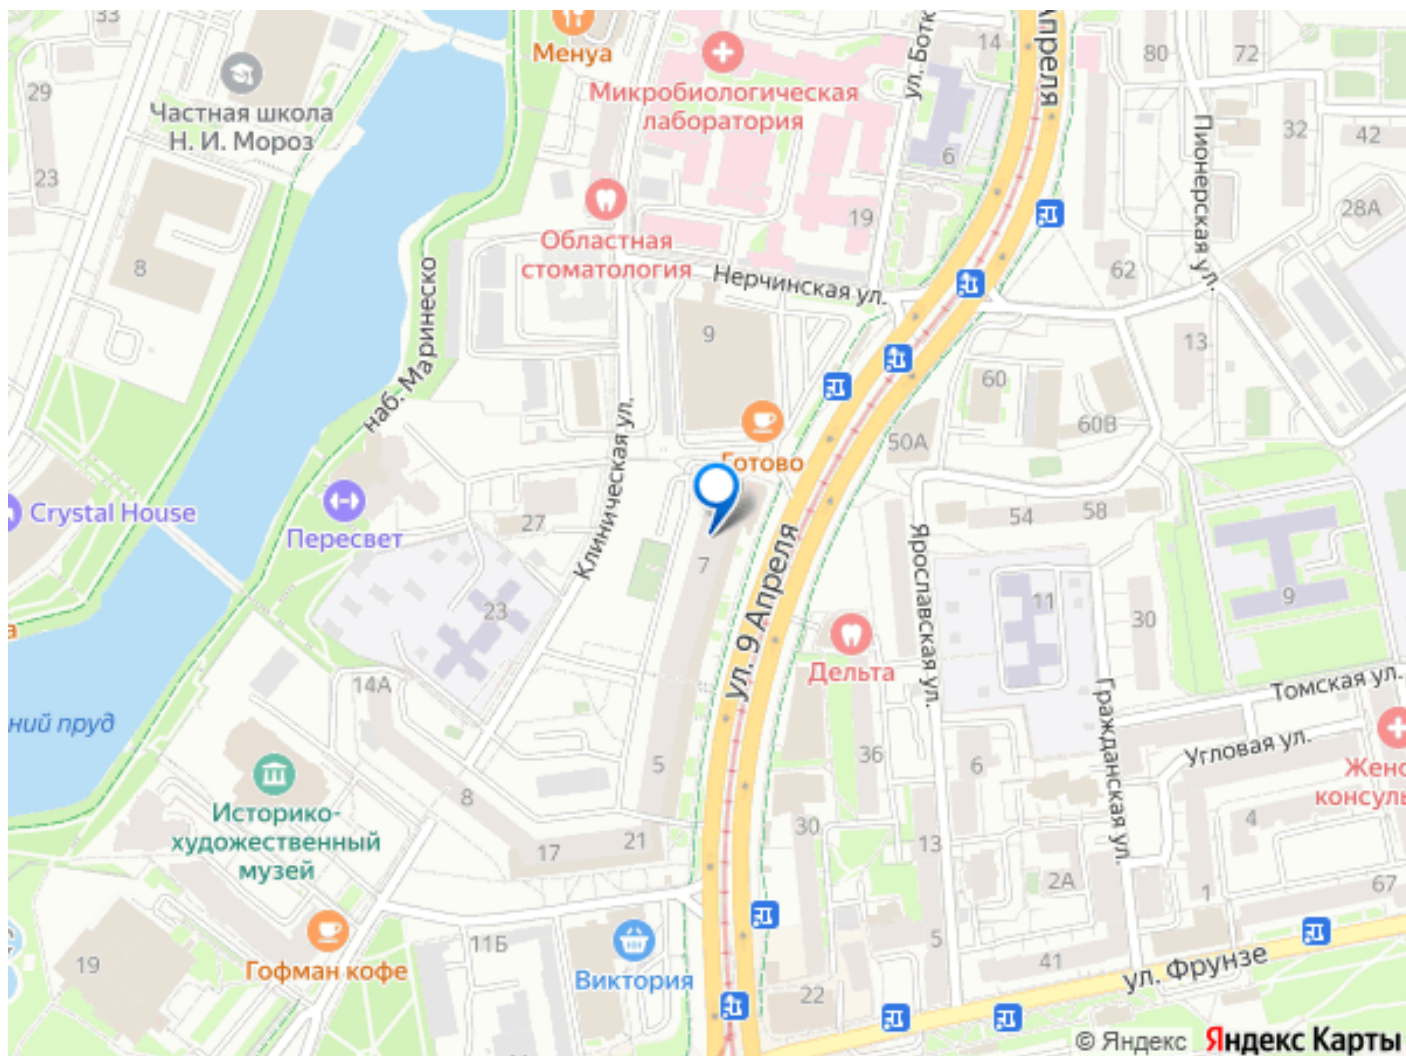 33
Менуа
14
ул. Ботк
Апреля
80
72
29
Частная школа
Н. И. Мороз
Микробиологическая
лаборатория
6
Пионерская ул.
32
42
23
8
19
28А
Областная
стоматология
Нерчинская ул.
62
наб. Маринеско
9
13
60
50А
60В
Готово
Клиническая ул.
Crystal House
Пересвет
27
54
58
7
ул. 9 Апреля
Ярославская ул.
23
11
30
9
Дельта
14А
Гражданская ул.
Томская ул.
ний пруд
Угловая ул.
Женс
консуль
5
36
6
8
Историко-
художественный
музей
17
21
30
13
4
2А
1
67
11Б
Виктория
5
41
ул. Фрунзе
19
Гофман кофе
22
© Яндекс
Яндекс Карты